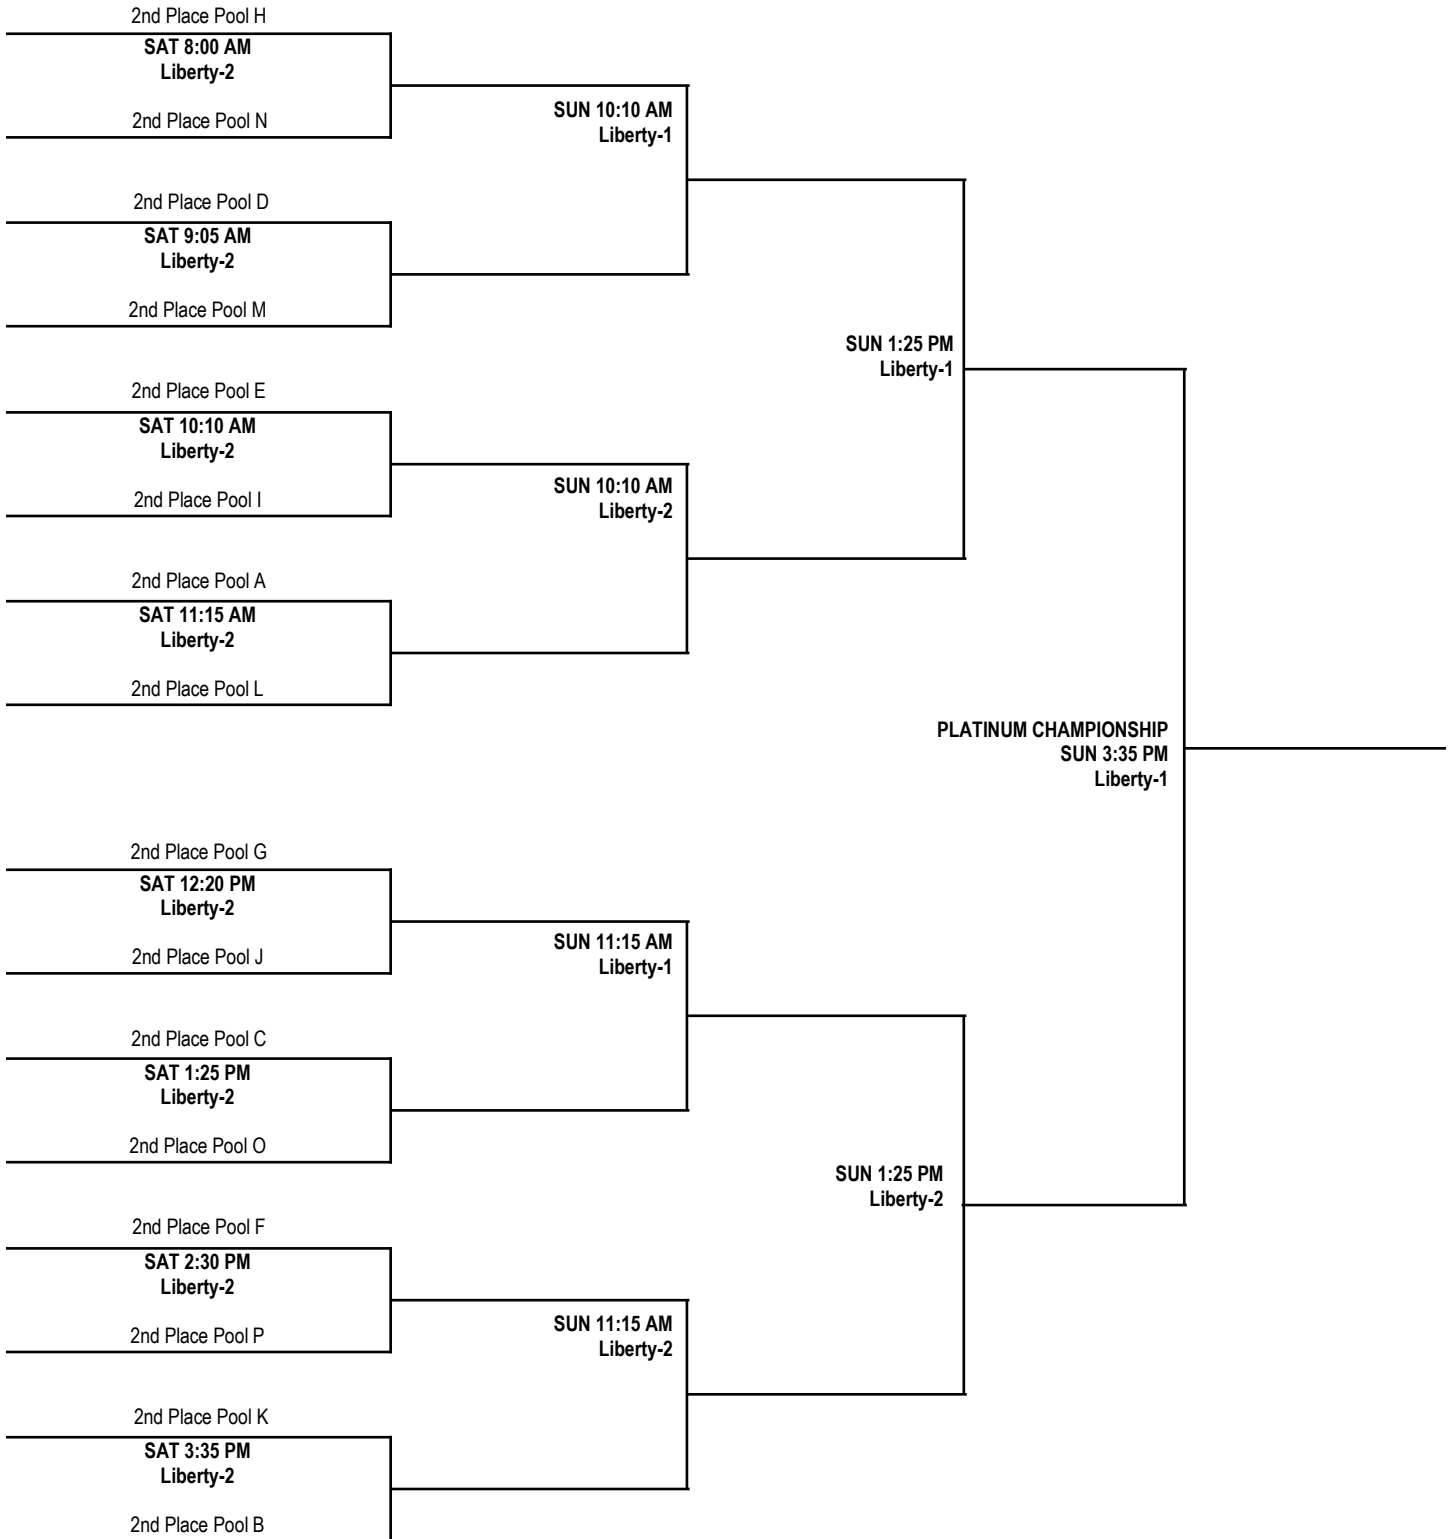 2nd Place Pool H
SAT 8:00 AM
Liberty-2
2nd Place Pool N
SUN 10:10 AM
Liberty-1
2nd Place Pool D
SAT 9:05 AM
Liberty-2
2nd Place Pool M
SUN 1:25 PM
Liberty-1
2nd Place Pool E
SAT 10:10 AM
Liberty-2
2nd Place Pool I
SUN 10:10 AM
Liberty-2
2nd Place Pool A
SAT 11:15 AM
Liberty-2
2nd Place Pool L
PLATINUM CHAMPIONSHIP
SUN 3:35 PM
Liberty-1
2nd Place Pool G
SAT 12:20 PM
Liberty-2
2nd Place Pool J
SUN 11:15 AM
Liberty-1
2nd Place Pool C
SAT 1:25 PM
Liberty-2
2nd Place Pool O
SUN 1:25 PM
Liberty-2
2nd Place Pool F
SAT 2:30 PM
Liberty-2
2nd Place Pool P
SUN 11:15 AM
Liberty-2
2nd Place Pool K
SAT 3:35 PM
Liberty-2
2nd Place Pool B